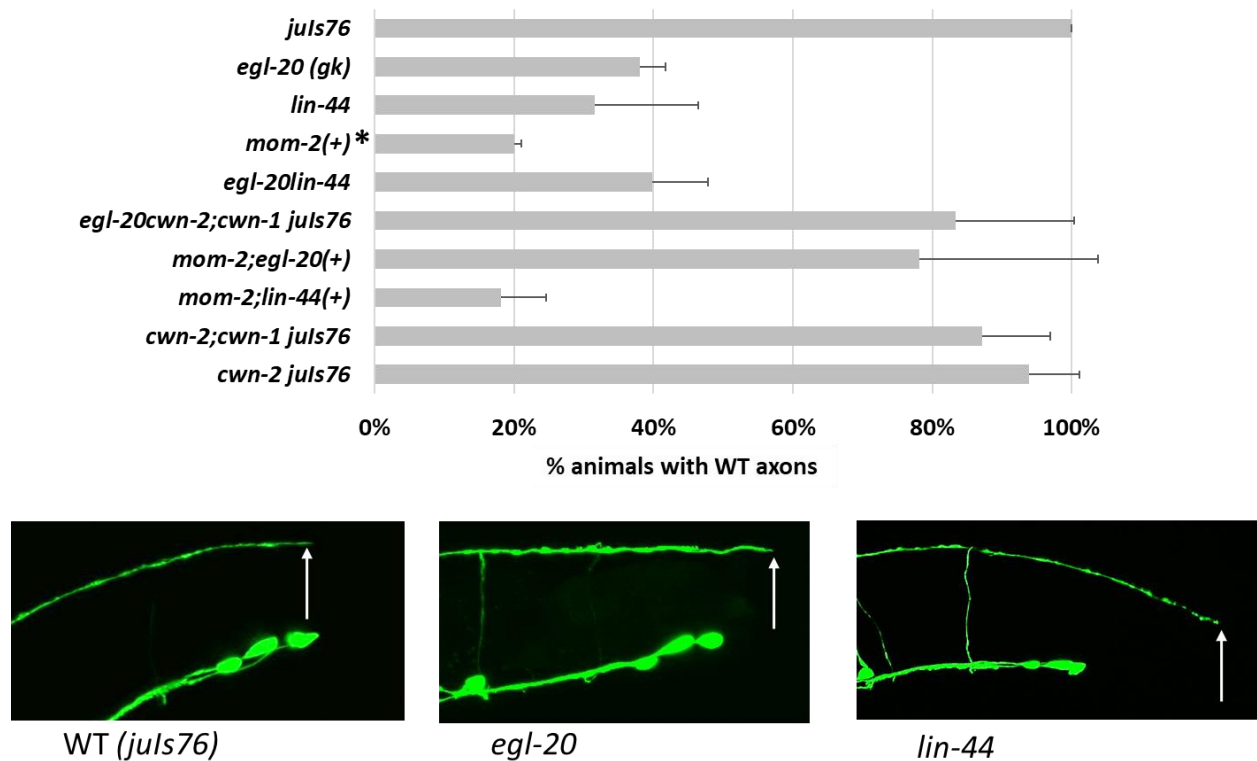 juIs76
egl-20 (gk)
lin-44
mom-2(+) *
egl-20lin-44
egl-20cwn-2;cwn-1 juIs76
mom-2;egl-20(+)
mom-2;lin-44(+)
cwn-2;cwn-1 juIs76
cwn-2 juIs76
0% 20% 40% 60% 80% 100%
% animals with WT axons
WT (juIs76) egl-20 lin-44